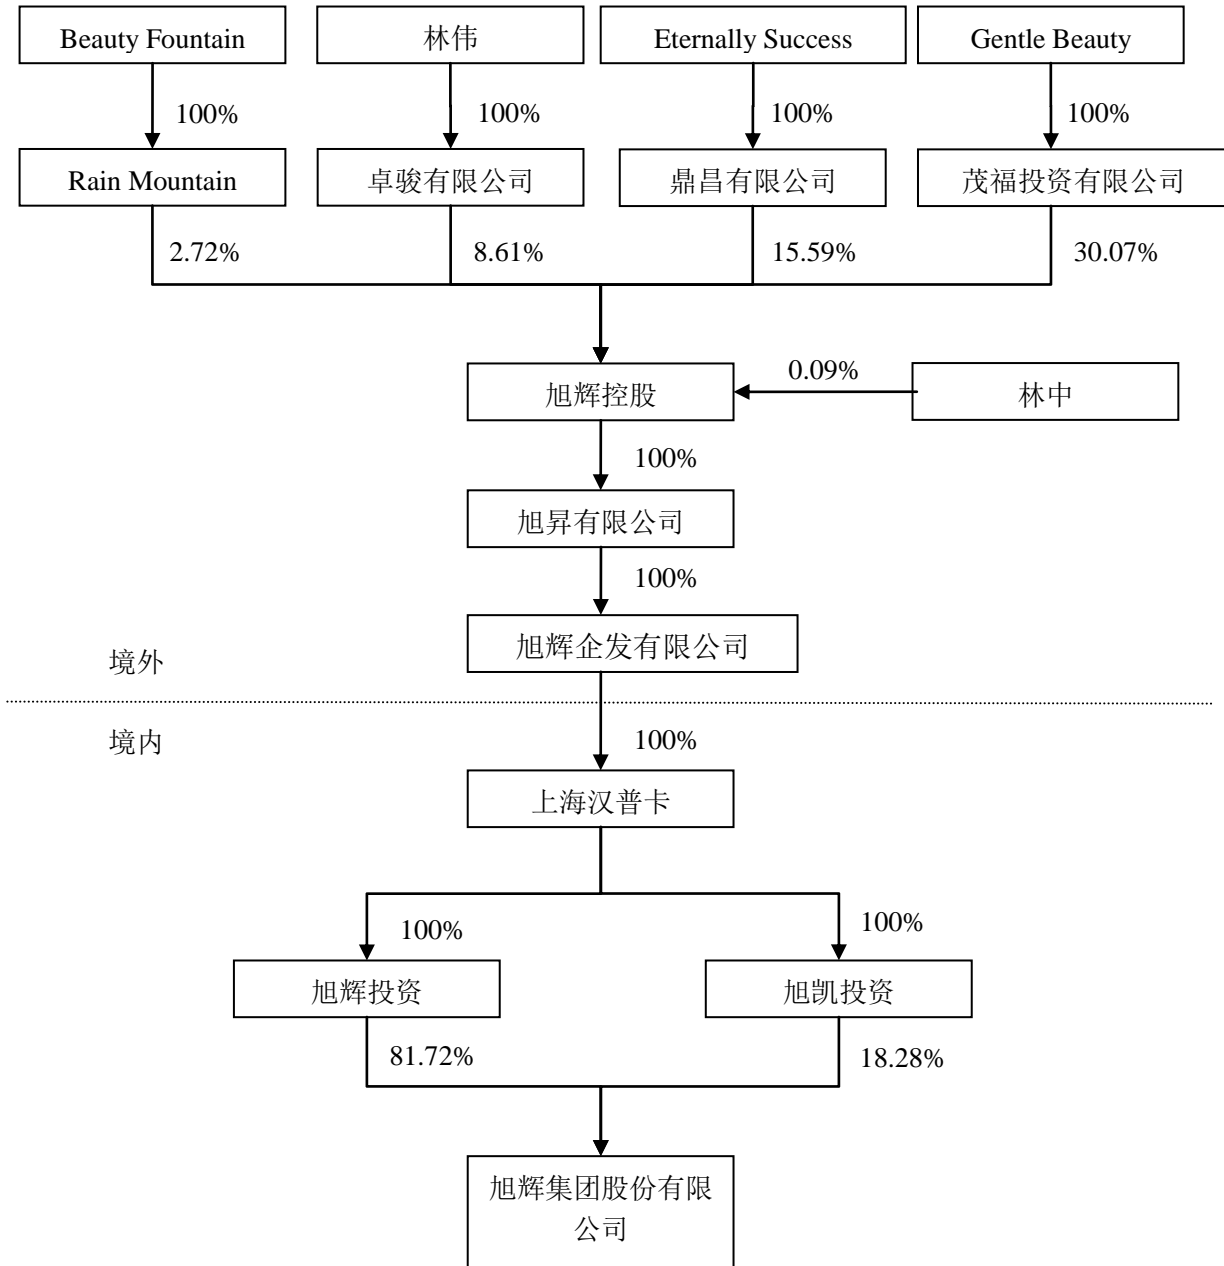 Beauty Fountain
林伟
Eternally Success
Gentle Beauty
100%
100%
100%
100%
Rain Mountain
卓骏有限公司
鼎昌有限公司
茂福投资有限公司
2.72%
8.61%
15.59%
30.07%
旭辉控股
0.09%
林中
100%
旭昇有限公司
100%
旭辉企发有限公司
境外
境内
100%
上海汉普卡
100%
100%
旭辉投资
旭凯投资
81.72%
18.28%
旭辉集团股份有限
公司